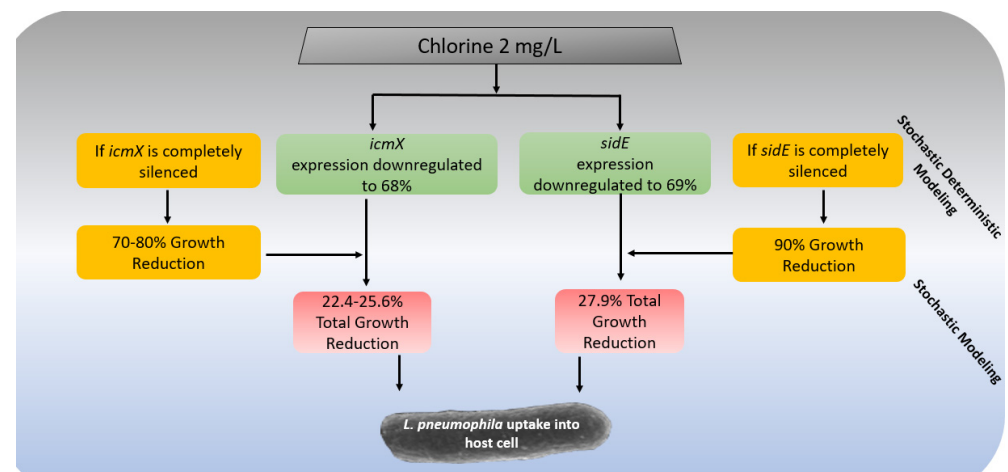 Chlorine 2 mg/L
If icmX is completely
silenced
icmX
expression downregulated
to 68%
sidE
expression
downregulated to 69%
If sidE is completely
silenced
Stochastic Deterministic
Modeling
70-80% Growth
Reduction
90% Growth
Reduction
22.4-25.6%
Total Growth
Reduction
27.9% Total
Growth
Reduction
Stochastic Modeling
L. pneumophila uptake into
host cell